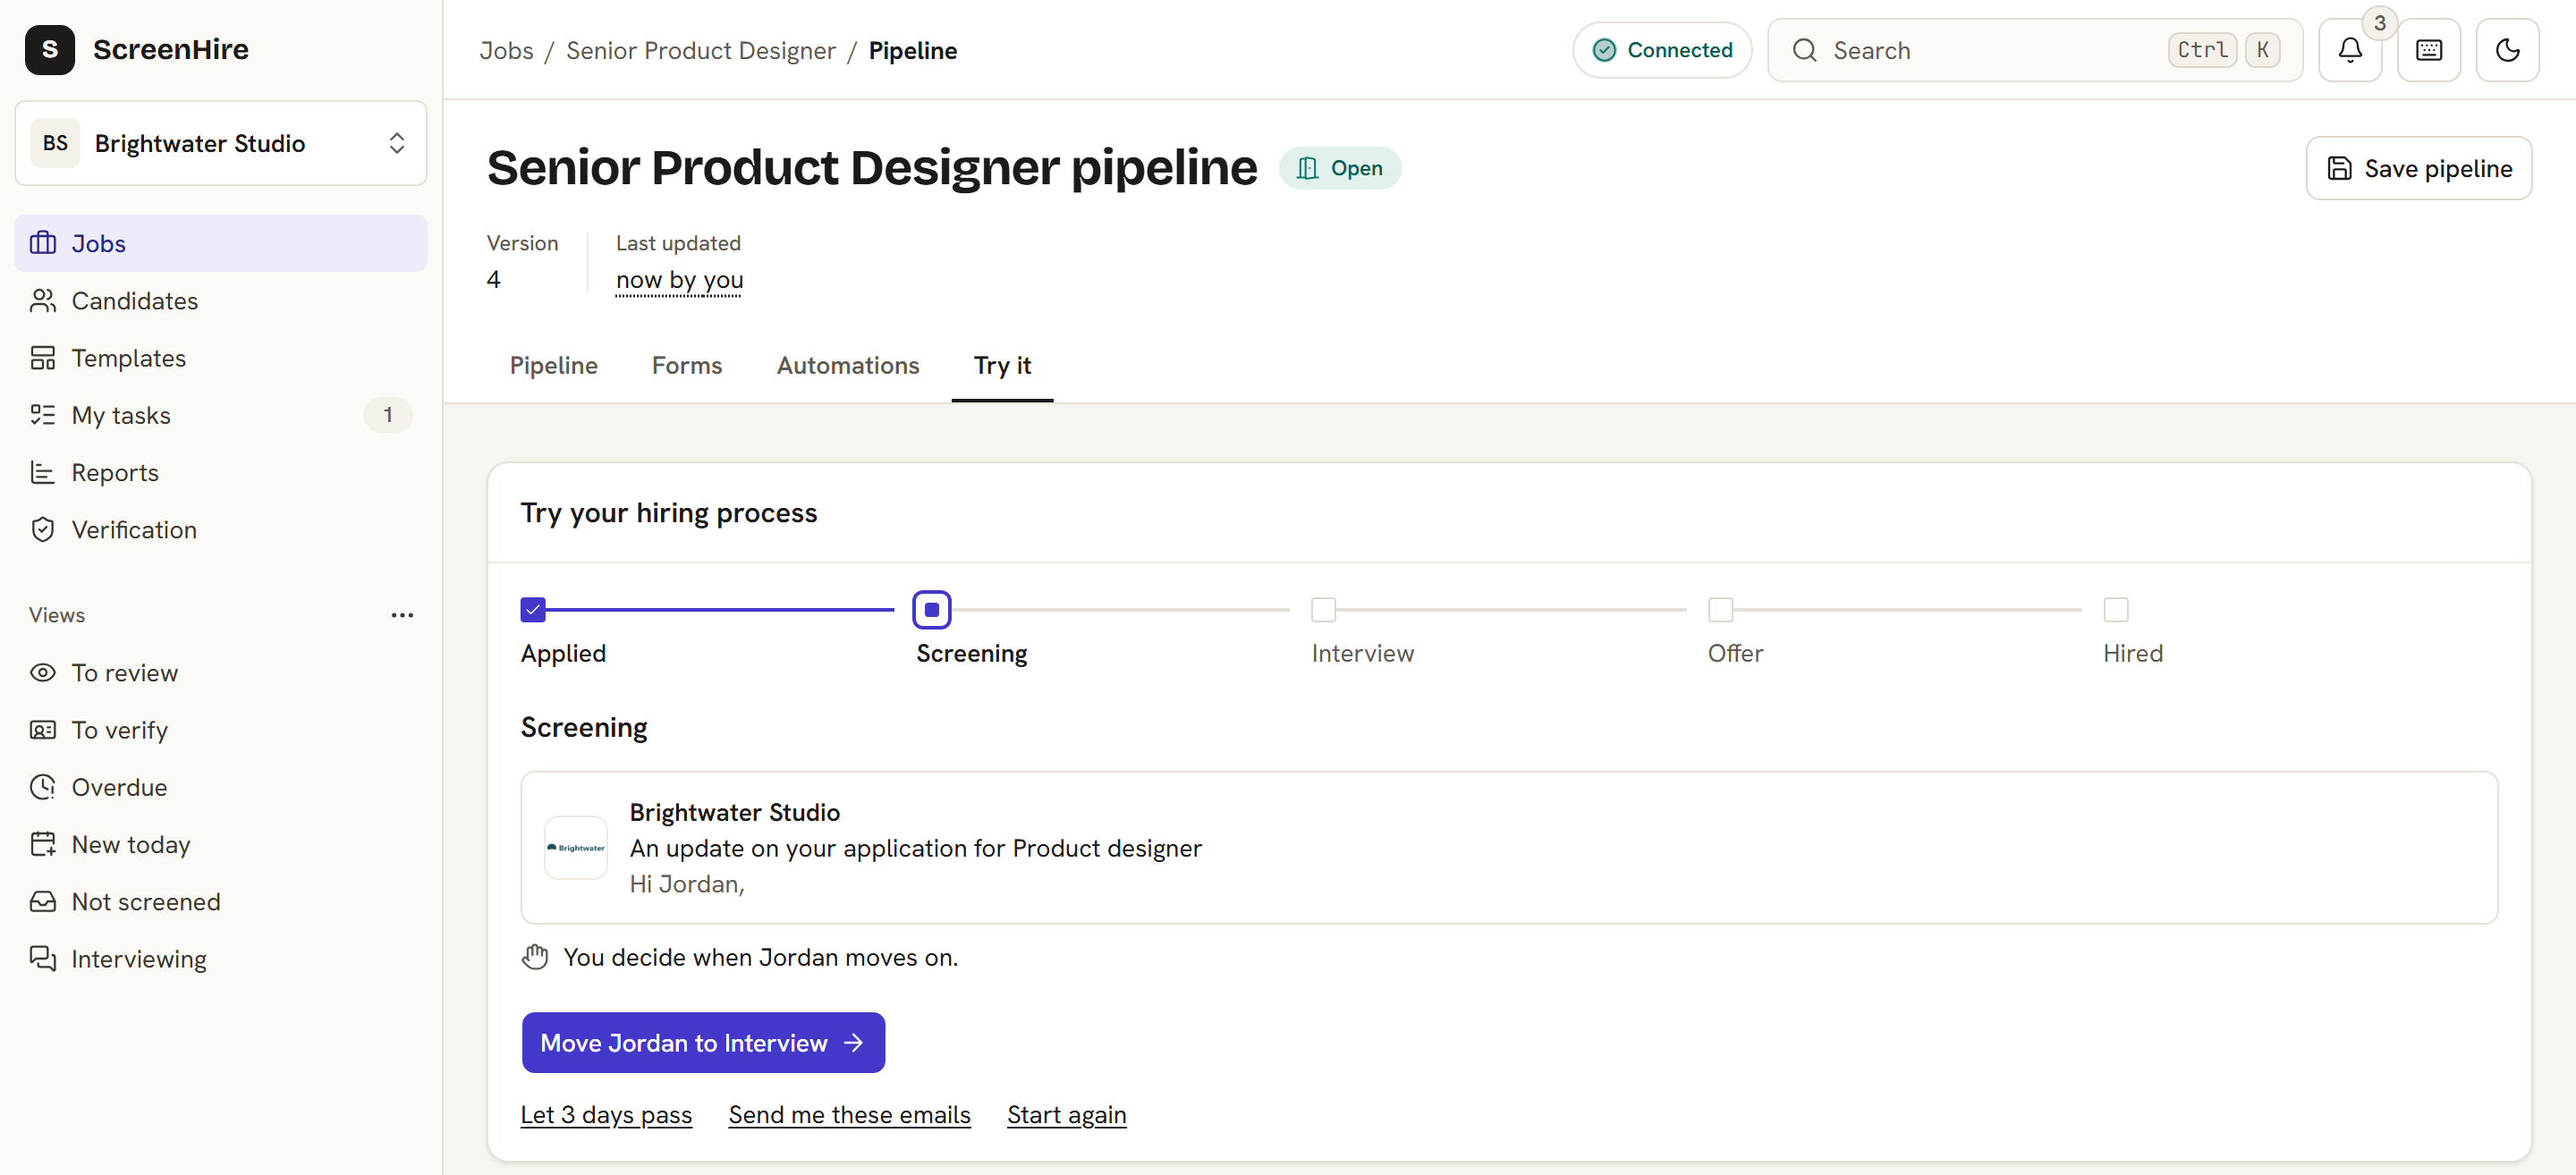 S ScreenHire
BS Brightwater Studio
Jobs
Candidates
Templates
My tasks 1
Reports
Verification
Views
To review
To verify
Overdue
New today
Not screened
Interviewing
Jobs / Senior Product Designer / Pipeline
Connected
Search Ctrl K
3
Senior Product Designer pipeline
Open
Save pipeline
Version
4
Last updated
now by you
Pipeline Forms Automations Try it
Try your hiring process
Applied Screening Interview Offer Hired
Screening
Brightwater
Brightwater Studio
An update on your application for Product designer
Hi Jordan,
You decide when Jordan moves on.
Move Jordan to Interview
Let 3 days pass Send me these emails Start again